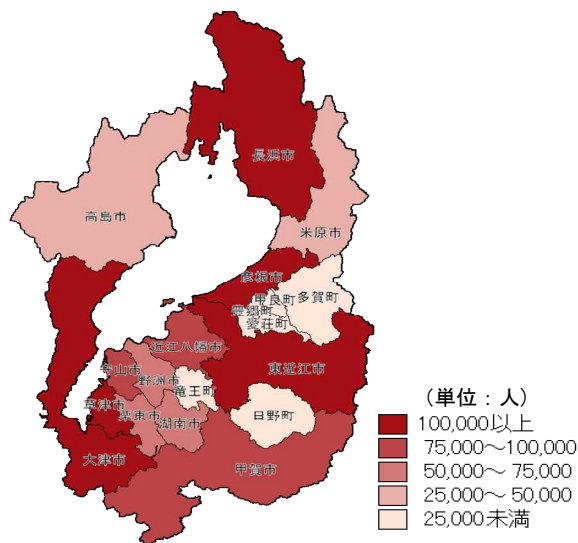 長浜市
高島市
米原市
彦根市
甲良町
多賀町
豊郷町
愛荘町
近江八幡市
東近江市
守山市
野洲市
竜王町
草津市
栗東市
湖南市
日野町
大津市
甲賀市
(単位:人)
100,000以上
75,000～100,000
50,000～ 75,000
25,000～ 50,000
25,000未満